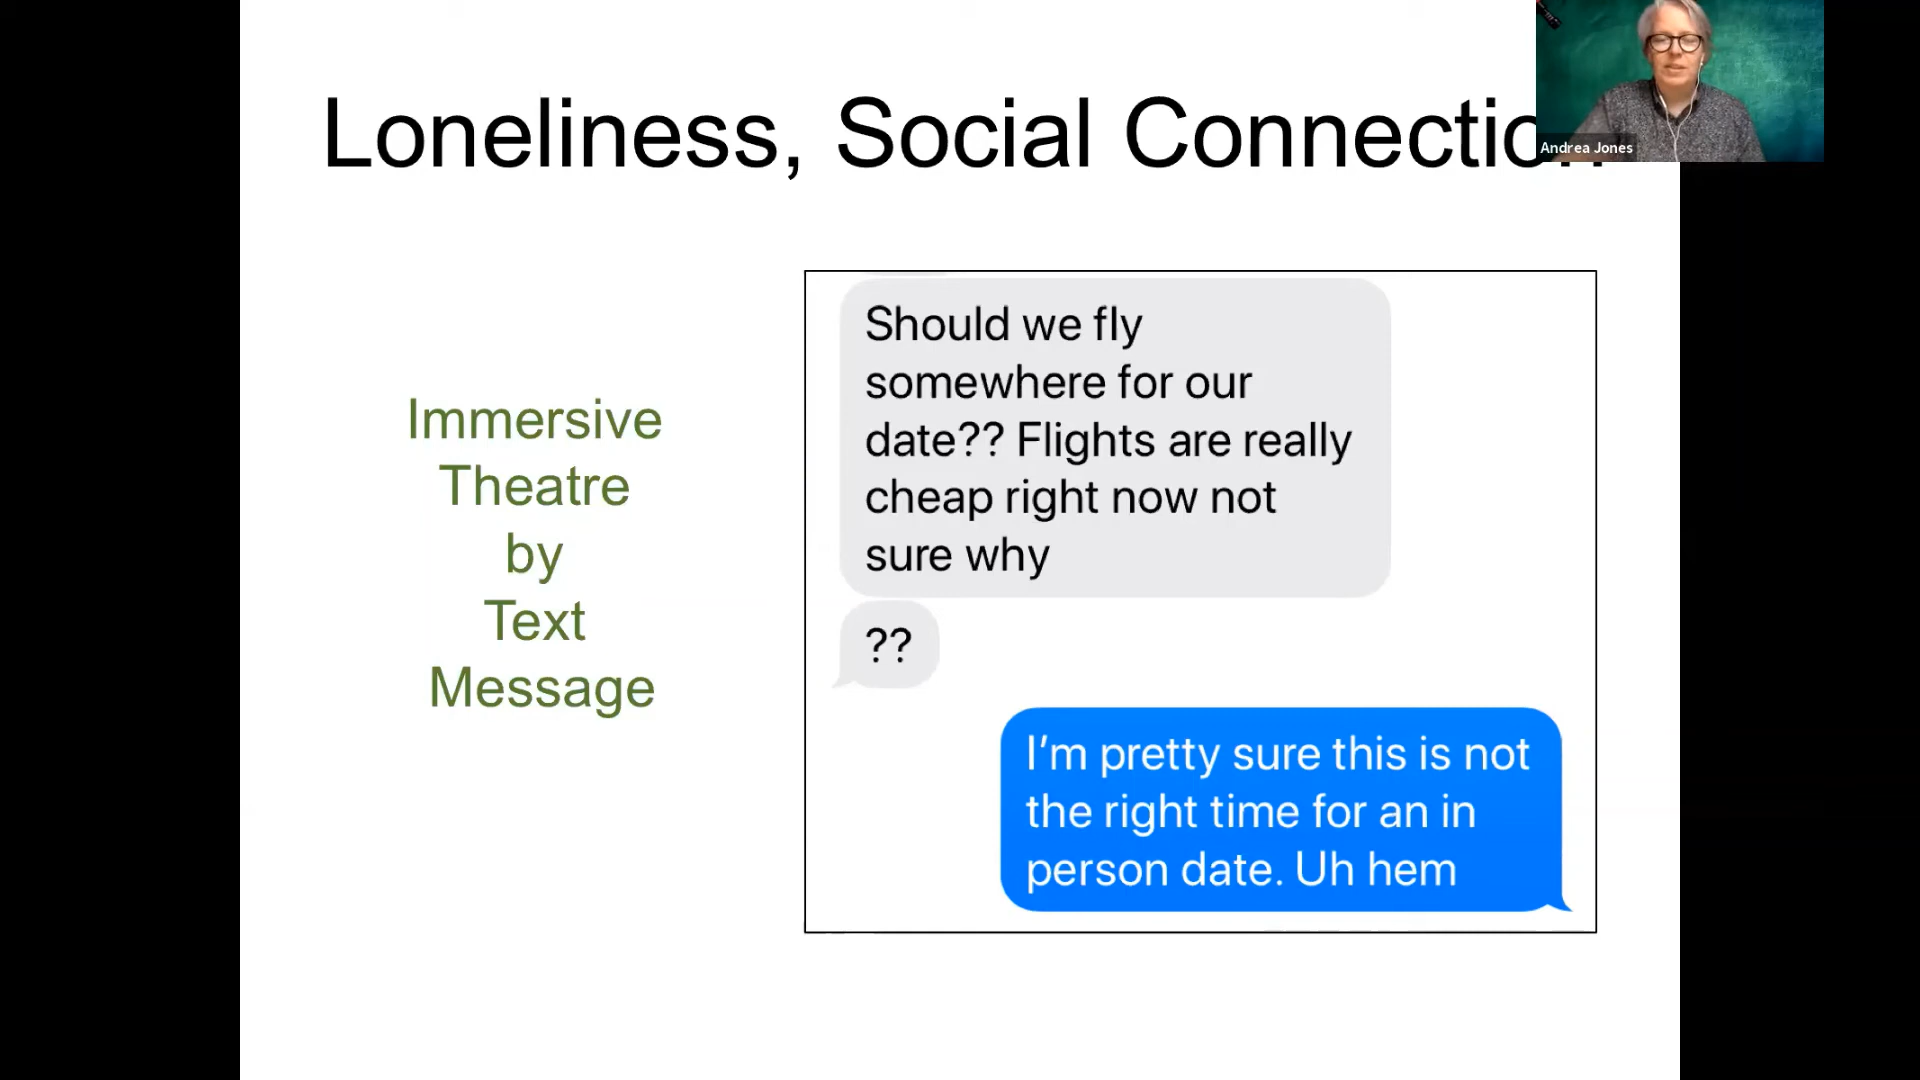 Loneliness, Social Connection
Andrea Jones
Immersive
Theatre
by
Text
Message
Should we fly
somewhere for our
date?? Flights are really
cheap right now not
sure why
??
I'm pretty sure this is not
the right time for an in
person date. Uh hem